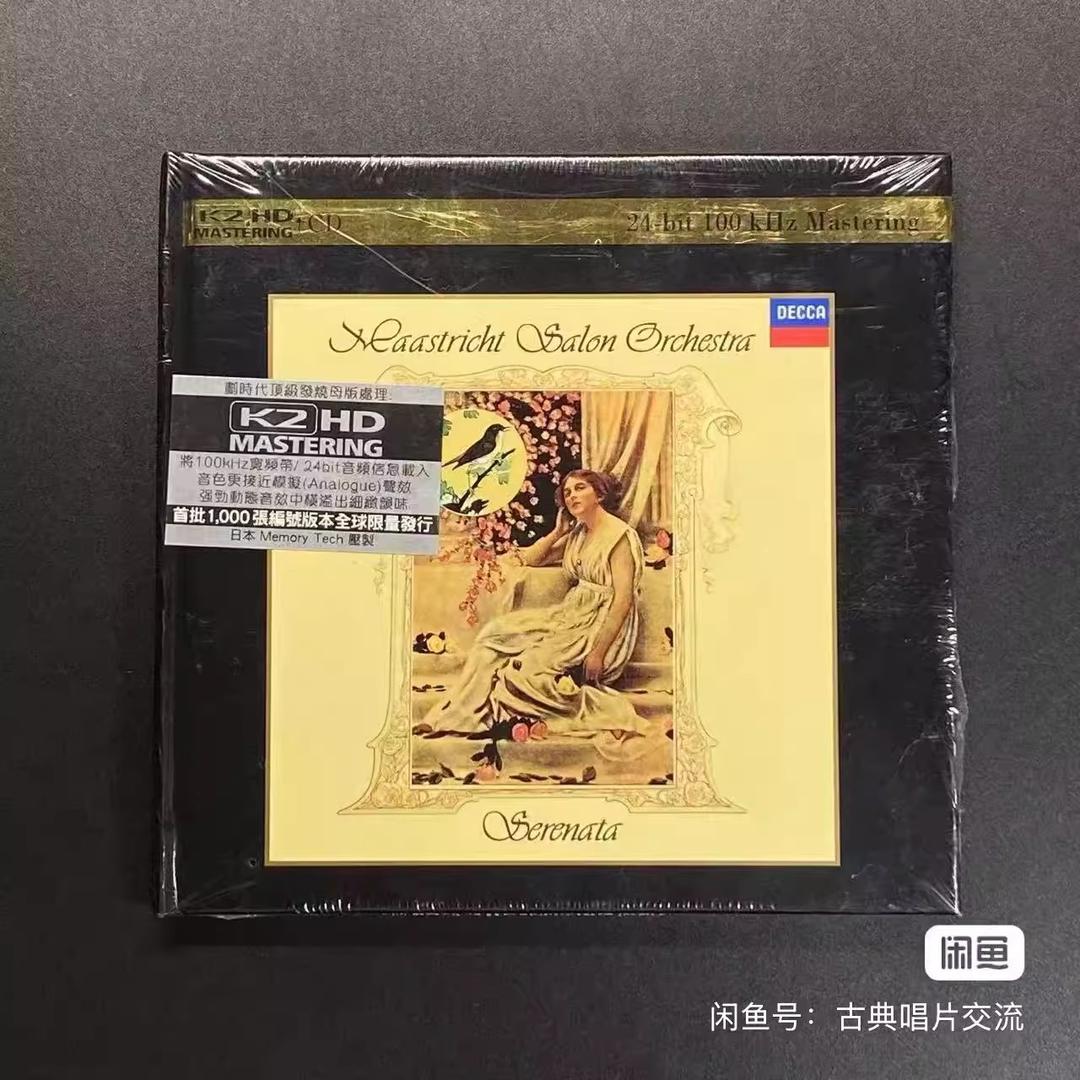 K2 HD+CD
MASTERING
24-bit 100 kHz Mastering
Maastricht Salon Orchestra
DECCA
劃時代頂級發燒母版處理:
K2 HD
MASTERING
將100kHz寬頻帶/ 24bit音頻信息載入
音色更接近模擬(Analogue)聲效
強勁動態音效中橫溢出細緻韻味
首批1,000張編號版本全球限量發行
日本 Memory Tech 壓製
Serenata
闲鱼
闲鱼号：古典唱片交流